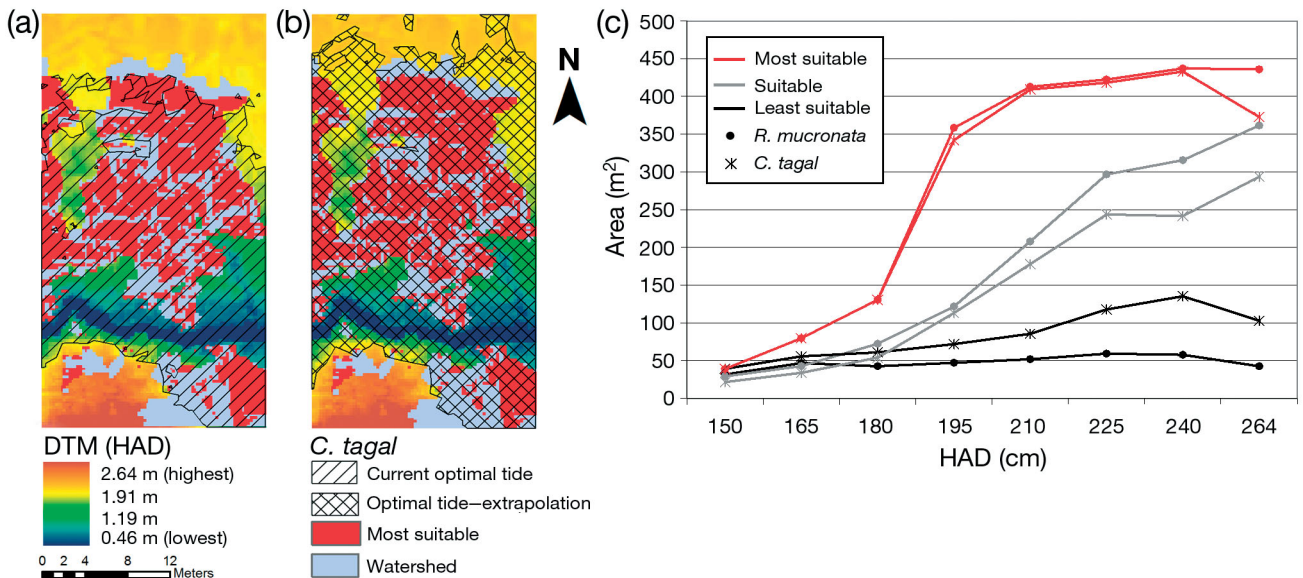 (a)
(b)
N
DTM (HAD)
2.64 m (highest)
1.91 m
1.19 m
0.46 m (lowest)
0 2 4 8 12
Meters
C. tagal
Current optimal tide
Optimal tide–extrapolation
Most suitable
Watershed
(c)
500
450
400
350
300
250
200
150
100
50
0
Area (m²)
Most suitable
Suitable
Least suitable
R. mucronata
C. tagal
150 165 180 195 210 225 240 264
HAD (cm)